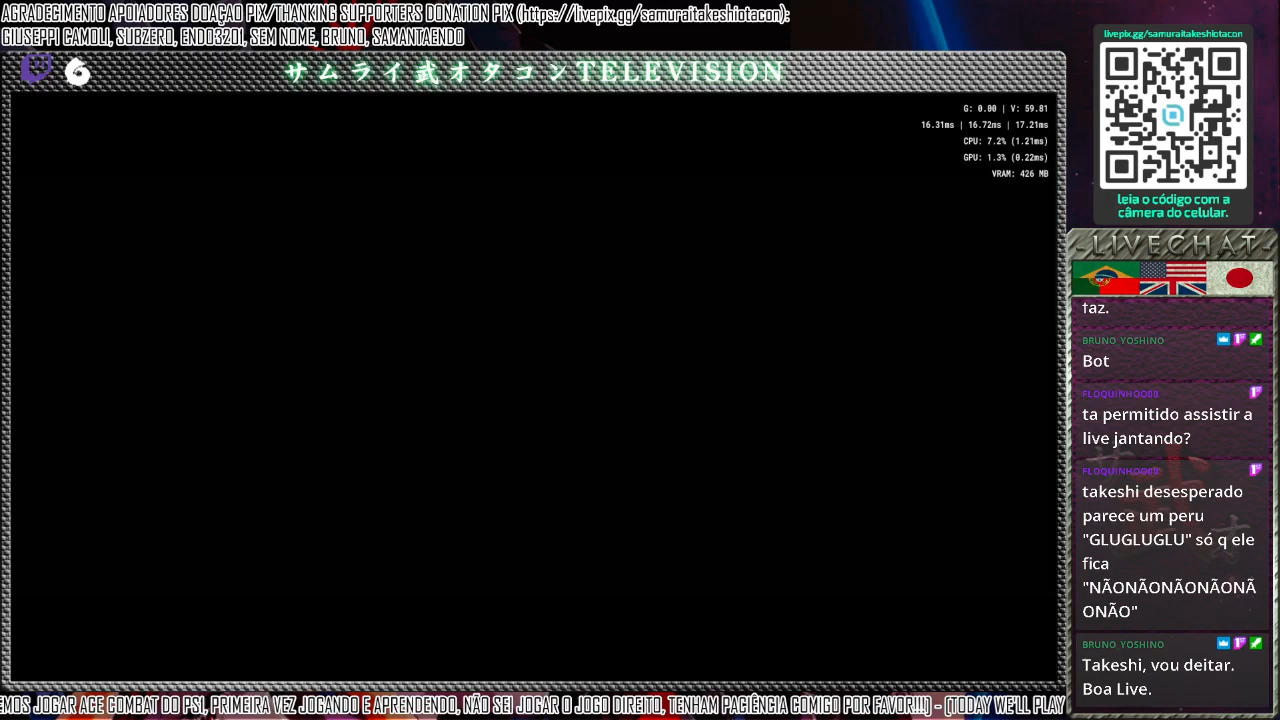 AGRADECIMENTO APOIADORES DOAÇÃO PIX/THANKING SUPPORTERS DONATION PIX (https://livepix.gg/samuraitakeshiotacon):
GIUSEPPI CAMOLI, SUBZERO, ENDO3201, SEM NOME, BRUNO, SAMANTAENDO
6
サムライ武オタコンTELEVISION
G: 0.00 | V: 59.81
16.31ms | 16.72ms | 17.21ms
CPU: 7.2% (1.21ms)
GPU: 1.3% (0.22ms)
VRAM: 426 MB
livepix.gg/samuraitakeshiotacon
leia o código com a
câmera do celular.
-LIVECHAT-
faz.
BRUNO YOSHINO
Bot
FLOQUINHO00
ta permitido assistir a
live jantando?
FLOQUINHO00
takeshi desesperado
parece um peru
"GLUGLUGLU" só q ele
fica
"NÃONÃONÃONÃONÃ
ONÃO"
BRUNO YOSHINO
Takeshi, vou deitar.
Boa Live.
EMOS JOGAR ACE COMBAT DO PS1, PRIMEIRA VEZ JOGANDO E APRENDENDO, NÃO SEI JOGAR O JOGO DIREITO, TENHAM PACIÊNCIA COMIGO POR FAVOR!!!!] - [TODAY WE'LL PLAY